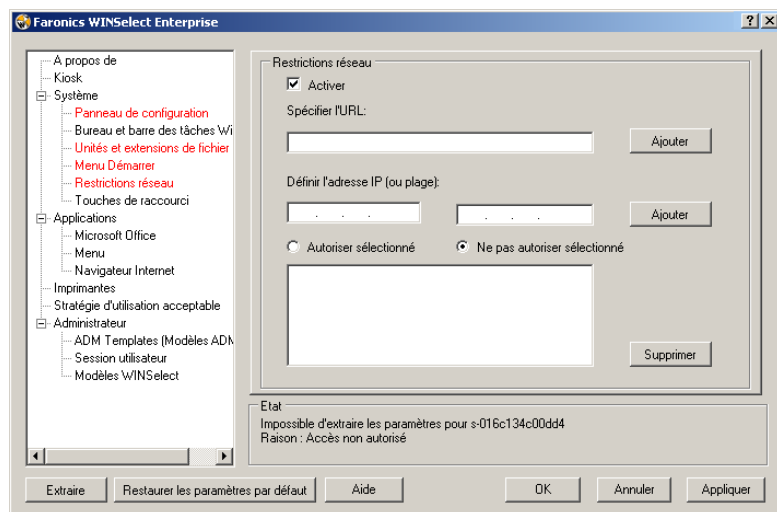 Faronics WINSelect Enterprise
A propos de
Kiosk
Système
Panneau de configuration
Bureau et barre des tâches Wi
Unités et extensions de fichier
Menu Démarrer
Restrictions réseau
Touches de raccourci
Applications
Microsoft Office
Menu
Navigateur Internet
Imprimantes
Stratégie d'utilisation acceptable
Administrateur
ADM Templates (Modèles ADM
Session utilisateur
Modèles WINSelect
Restrictions réseau
Activer
Spécifier l'URL:
Ajouter
Définir l'adresse IP (ou plage):
Ajouter
Autoriser sélectionné
Ne pas autoriser sélectionné
Supprimer
Etat
Impossible d'extraire les paramètres pour s-016c134c00dd4
Raison : Accès non autorisé
Extraire
Restaurer les paramètres par défaut
Aide
OK
Annuler
Appliquer